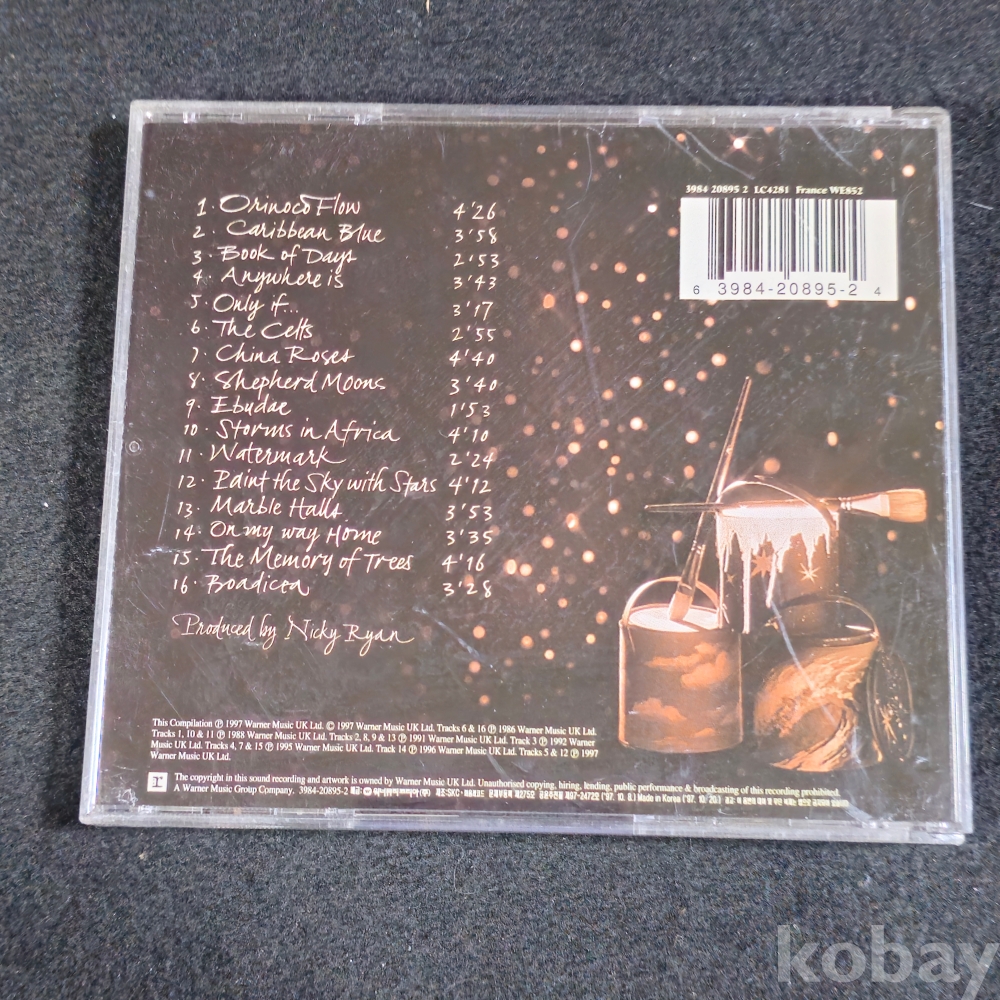 3984 20895 2 LC4281 France WE852
6 3984-20895-2 4
1· Orinoco Flow 4'26
2· Caribbean Blue 3'58
3· Book of Days 2'53
4· Anywhere is 3'43
5· Only if... 3'17
6· The Celts 2'55
7· China Roses 4'40
8· Shepherd Moons 3'40
9· Ebudae 1'53
10· Storms in Africa 4'10
11· Watermark 2'24
12· Paint the Sky with Stars 4'12
13· Marble Halls 3'53
14· On my way Home 3'35
15· The Memory of Trees 4'16
16· Boadicea 3'28
Produced by Nicky Ryan
This Compilation ℗ 1997 Warner Music UK Ltd. © 1997 Warner Music UK Ltd. Tracks 6 & 16 ℗ 1986 Warner Music UK Ltd.
Tracks 1, 10 & 11 ℗ 1988 Warner Music UK Ltd. Tracks 2, 8, 9 & 13 ℗ 1991 Warner Music UK Ltd. Track 3 ℗ 1992 Warner
Music UK Ltd. Tracks 4, 7 & 15 ℗ 1995 Warner Music UK Ltd. Track 14 ℗ 1996 Warner Music UK Ltd. Tracks 5 & 12 ℗ 1997
Warner Music UK Ltd.
r
The copyright in this sound recording and artwork is owned by Warner Music UK Ltd. Unauthorised copying, hiring, lending, public performance & broadcasting of this recording prohibited.
A Warner Music Group Company. 3984-20895-2 Made in Korea
kobay